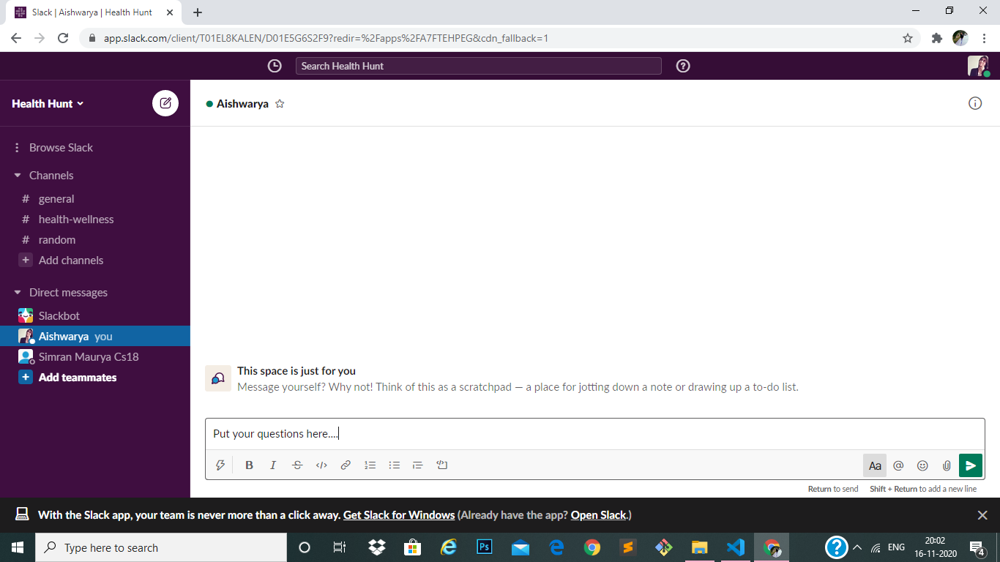 Slack | Aishwarya | Health Hunt
app.slack.com/client/T01EL8KALEN/D01E5G6S2F9?redir=%2Fapps%2FA7FTEHPEG&cdn_fallback=1
Search Health Hunt
Health Hunt
Aishwarya
Browse Slack
Channels
# general
# health-wellness
# random
+ Add channels
Direct messages
Slackbot
Aishwarya you
Simran Maurya Cs18
+ Add teammates
This space is just for you
Message yourself? Why not! Think of this as a scratchpad — a place for jotting down a note or drawing up a to-do list.
Put your questions here....
B I S </> Aa @
Return to send Shift + Return to add a new line
With the Slack app, your team is never more than a click away. Get Slack for Windows (Already have the app? Open Slack.)
Type here to search
Ps
ENG
20:02
16-11-2020
4